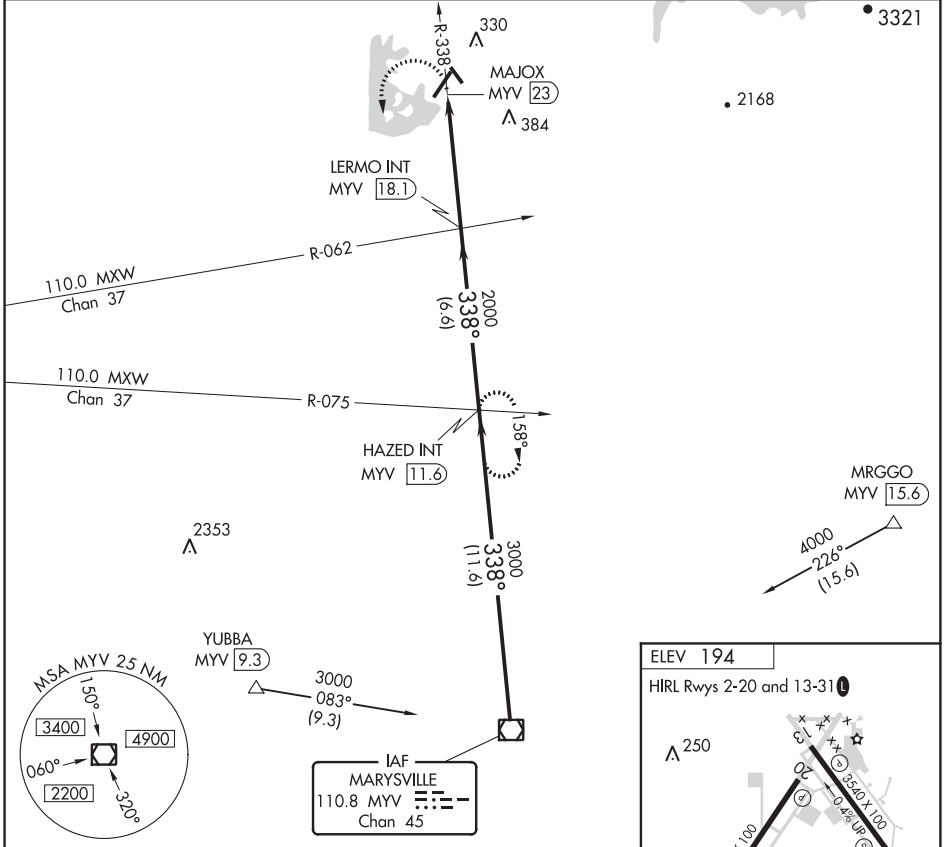 3321
330
R-338
MAJOX
MYV 23
2168
384
LERMO INT
MYV 18.1
R-062
110.0 MXW
Chan 37
2000
338°
(6.6)
110.0 MXW
Chan 37
R-075
158°
HAZED INT
MYV 11.6
MRGGO
MYV 15.6
2353
3000
338°
(11.6)
4000
226°
(15.6)
YUBBA
MYV 9.3
3000
083°
(9.3)
MSA MYV 25 NM
150°
3400
4900
060°
2200
320°
IAF
MARYSVILLE
110.8 MYV
Chan 45
ELEV 194
HIRL Rwys 2-20 and 13-31 L
250
13
20
P
P
3540 X 100
0.4% UP
X 100